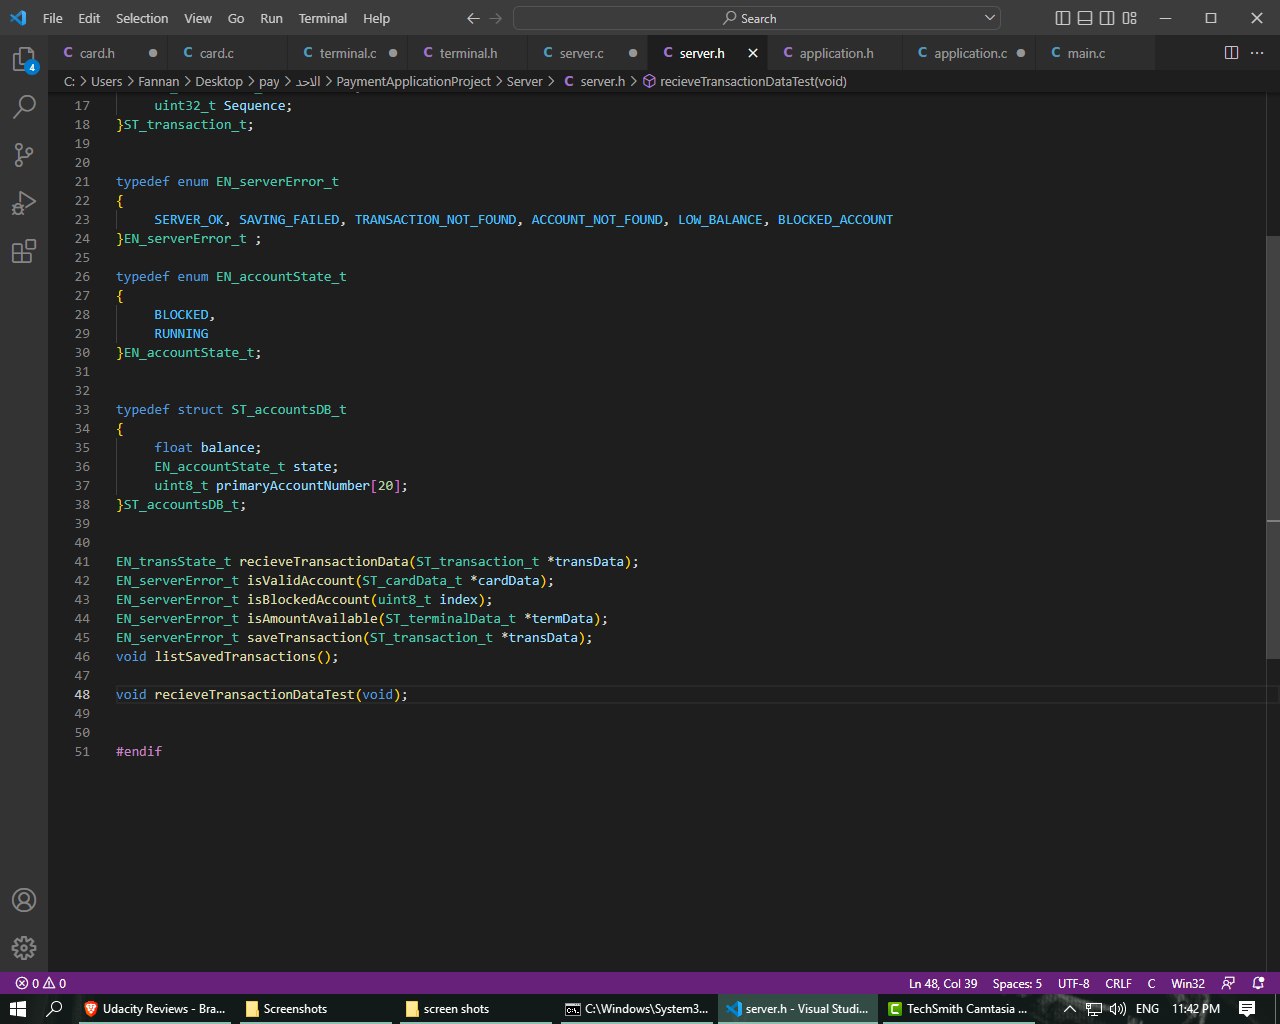 File Edit Selection View Go Run Terminal Help Search
card.h card.c terminal.c terminal.h server.c server.h application.h application.c main.c
C: > Users > Fannan > Desktop > pay > الاحد > PaymentApplicationProject > Server > C server.h > recieveTransactionDataTest(void)
17 uint32_t Sequence;
18 }ST_transaction_t;
19
20
21 typedef enum EN_serverError_t
22 {
23 SERVER_OK, SAVING_FAILED, TRANSACTION_NOT_FOUND, ACCOUNT_NOT_FOUND, LOW_BALANCE, BLOCKED_ACCOUNT
24 }EN_serverError_t ;
25
26 typedef enum EN_accountState_t
27 {
28 BLOCKED,
29 RUNNING
30 }EN_accountState_t;
31
32
33 typedef struct ST_accountsDB_t
34 {
35 float balance;
36 EN_accountState_t state;
37 uint8_t primaryAccountNumber[20];
38 }ST_accountsDB_t;
39
40
41 EN_transState_t recieveTransactionData(ST_transaction_t *transData);
42 EN_serverError_t isValidAccount(ST_cardData_t *cardData);
43 EN_serverError_t isBlockedAccount(uint8_t index);
44 EN_serverError_t isAmountAvailable(ST_terminalData_t *termData);
45 EN_serverError_t saveTransaction(ST_transaction_t *transData);
46 void listSavedTransactions();
47
48 void recieveTransactionDataTest(void);
49
50
51 #endif
4
0 0 Ln 48, Col 39 Spaces: 5 UTF-8 CRLF C Win32
Udacity Reviews - Bra... Screenshots screen shots C:\Windows\System3... server.h - Visual Studi... TechSmith Camtasia ... ENG 11:42 PM